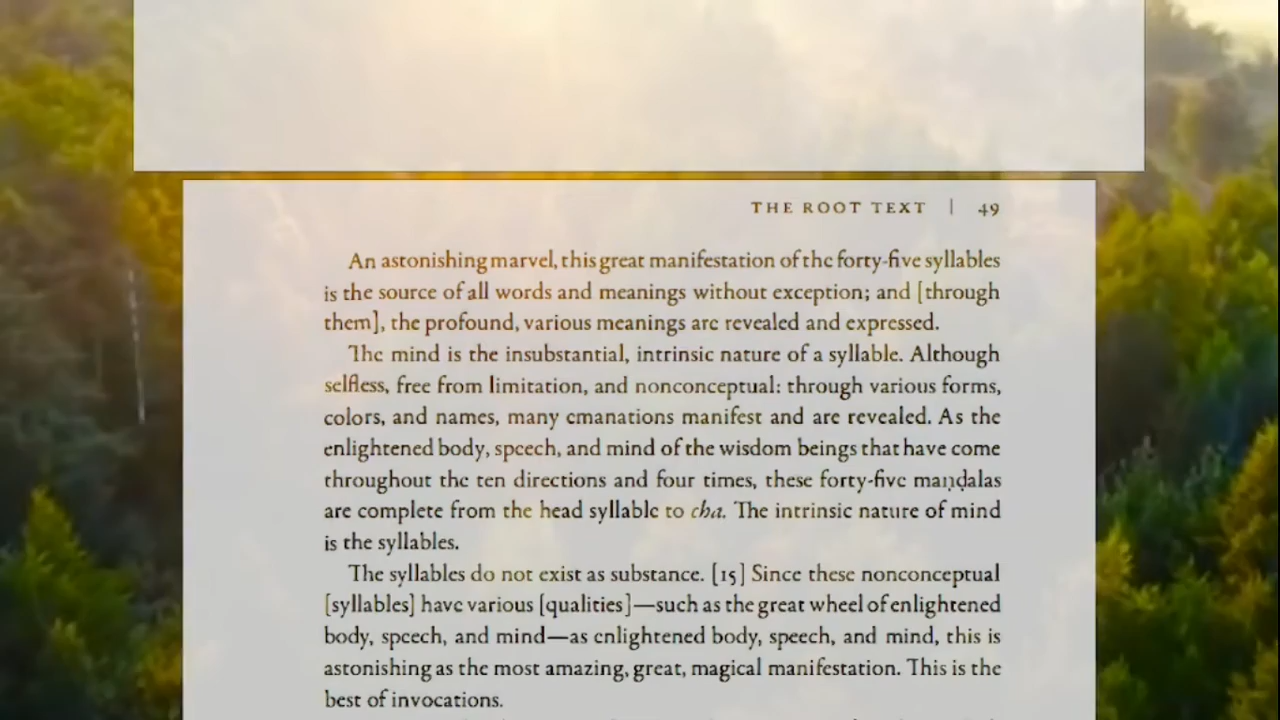 THE ROOT TEXT | 49
An astonishing marvel, this great manifestation of the forty-five syllables
is the source of all words and meanings without exception; and [through
them], the profound, various meanings are revealed and expressed.
The mind is the insubstantial, intrinsic nature of a syllable. Although
selfless, free from limitation, and nonconceptual: through various forms,
colors, and names, many emanations manifest and are revealed. As the
enlightened body, speech, and mind of the wisdom beings that have come
throughout the ten directions and four times, these forty-five maṇḍalas
are complete from the head syllable to cha. The intrinsic nature of mind
is the syllables.
The syllables do not exist as substance. [15] Since these nonconceptual
[syllables] have various [qualities]—such as the great wheel of enlightened
body, speech, and mind—as enlightened body, speech, and mind, this is
astonishing as the most amazing, great, magical manifestation. This is the
best of invocations.